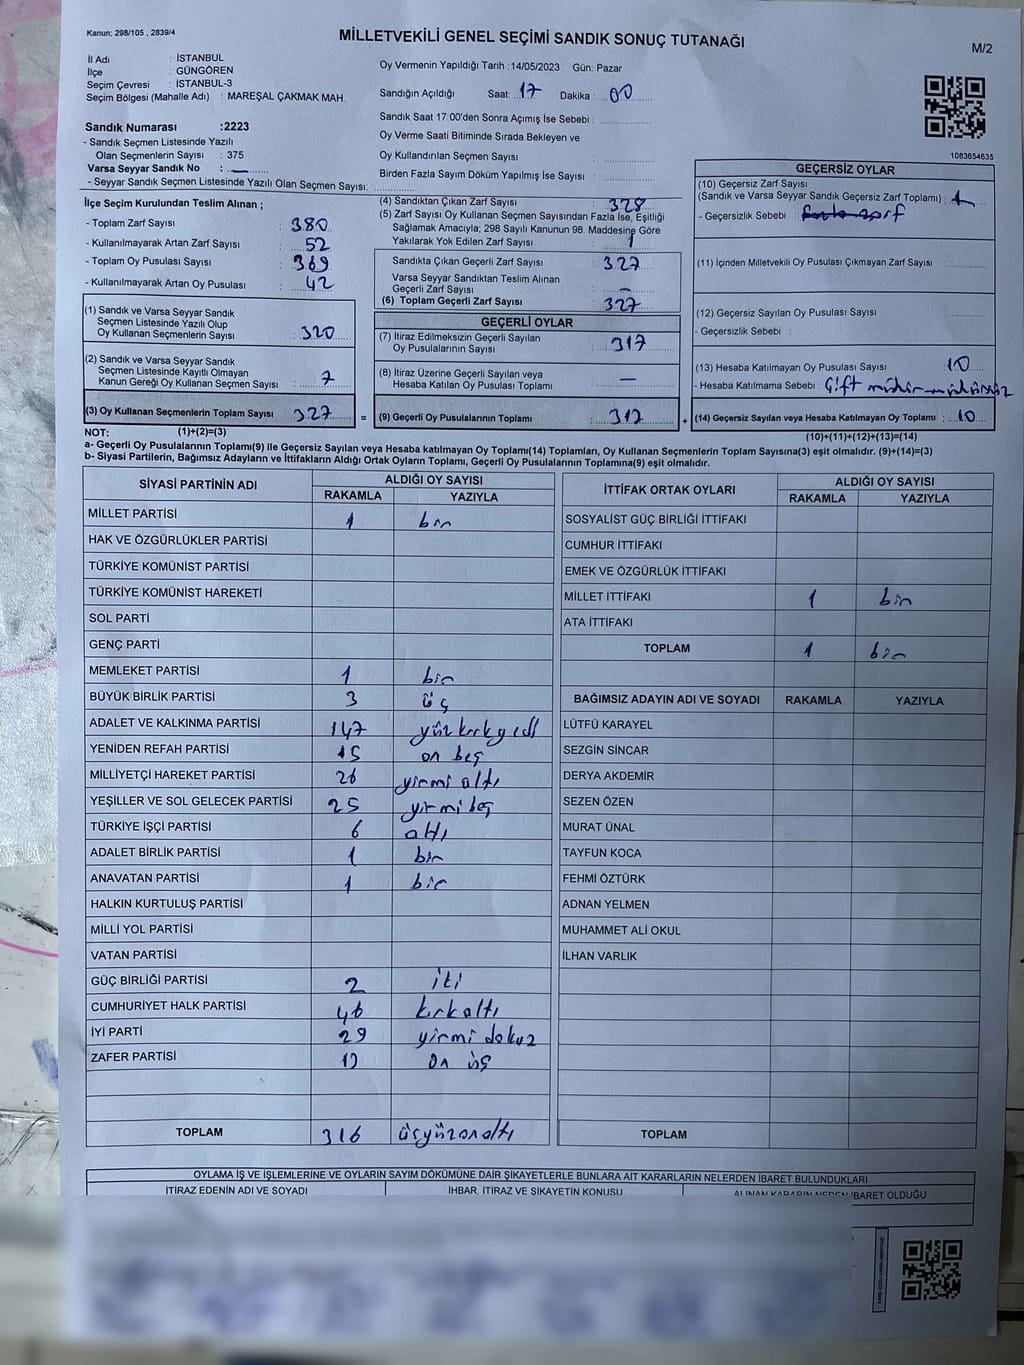 Kanun; 298/105 , 2839/4
MİLLETVEKİLİ GENEL SEÇİMİ SANDIK SONUÇ TUTANAĞI
M/2
İl Adı : İSTANBUL
İlçe : GÜNGÖREN
Seçim Çevresi : İSTANBUL-3
Seçim Bölgesi (Mahalle Adı) : MAREŞAL ÇAKMAK MAH.
Oy Vermenin Yapıldığı Tarih :14/05/2023 Gün: Pazar
Sandığın Açıldığı Saat: 17 Dakika : 00
Sandık Saat 17:00'den Sonra Açımış İse Sebebi :
Oy Verme Saati Bitiminde Sırada Bekleyen ve
Oy Kullandırılan Seçmen Sayısı :
Birden Fazla Sayım Döküm Yapılmış İse Sayısı :
1083654635
Sandık Numarası :2223
- Sandık Seçmen Listesinde Yazılı
Olan Seçmenlerin Sayısı : 375
Varsa Seyyar Sandık No : —
- Seyyar Sandık Seçmen Listesinde Yazılı Olan Seçmen Sayısı:
İlçe Seçim Kurulundan Teslim Alınan ;
- Toplam Zarf Sayısı : 380
- Kullanılmayarak Artan Zarf Sayısı : 52
- Toplam Oy Pusulası Sayısı : 369
- Kullanılmayarak Artan Oy Pusulası : 42
(1) Sandık ve Varsa Seyyar Sandık
Seçmen Listesinde Yazılı Olup
Oy Kullanan Seçmenlerin Sayısı : 320
(2) Sandık ve Varsa Seyyar Sandık
Seçmen Listesinde Kayıtlı Olmayan
Kanun Gereği Oy Kullanan Seçmen Sayısı : 7
(3) Oy Kullanan Seçmenlerin Toplam Sayısı : 327
(1)+(2)=(3)
(4) Sandıktan Çıkan Zarf Sayısı : 328
(5) Zarf Sayısı Oy Kullanan Seçmen Sayısından Fazla İse, Eşitliği
Sağlamak Amacıyla; 298 Sayılı Kanunun 98. Maddesine Göre
Yakılarak Yok Edilen Zarf Sayısı : 1
Sandıkta Çıkan Geçerli Zarf Sayısı : 327
Varsa Seyyar Sandıktan Teslim Alınan
Geçerli Zarf Sayısı : —
(6) Toplam Geçerli Zarf Sayısı : 327
GEÇERLİ OYLAR
(7) İtiraz Edilmeksizin Geçerli Sayılan
Oy Pusulalarının Sayısı : 317
(8) İtiraz Üzerine Geçerli Sayılan veya
Hesaba Katılan Oy Pusulası Toplamı : —
= (9) Geçerli Oy Pusulalarının Toplamı : 317
GEÇERSİZ OYLAR
(10) Geçersiz Zarf Sayısı
(Sandık ve Varsa Seyyar Sandık Geçersiz Zarf Toplamı) : 1
- Geçersizlik Sebebi : fazla zarf
(11) İçinden Milletvekili Oy Pusulası Çıkmayan Zarf Sayısı :
(12) Geçersiz Sayılan Oy Pusulası Sayısı :
- Geçersizlik Sebebi :
(13) Hesaba Katılmayan Oy Pusulası Sayısı : 10
- Hesaba Katılmama Sebebi : Çift mühür - mühürsüz
+ (14) Geçersiz Sayılan veya Hesaba Katılmayan Oy Toplamı : 10
(10)+(11)+(12)+(13)=(14)
NOT:
a- Geçerli Oy Pusulalarının Toplamı(9) ile Geçersiz Sayılan veya Hesaba katılmayan Oy Toplamı(14) Toplamları, Oy Kullanan Seçmenlerin Toplam Sayısına(3) eşit olmalıdır. (9)+(14)=(3)
b- Siyasi Partilerin, Bağımsız Adayların ve İttifakların Aldığı Ortak Oyların Toplamı, Geçerli Oy Pusulalarının Toplamına(9) eşit olmalıdır.
SİYASİ PARTİNİN ADI
ALDIĞI OY SAYISI
RAKAMLA YAZIYLA
MİLLET PARTİSİ 1 bir
HAK VE ÖZGÜRLÜKLER PARTİSİ
TÜRKİYE KOMÜNİST PARTİSİ
TÜRKİYE KOMÜNİST HAREKETİ
SOL PARTİ
GENÇ PARTİ
MEMLEKET PARTİSİ 1 bir
BÜYÜK BİRLİK PARTİSİ 3 üç
ADALET VE KALKINMA PARTİSİ 147 yüz kırk yedi
YENİDEN REFAH PARTİSİ 15 on beş
MİLLİYETÇİ HAREKET PARTİSİ 26 yirmi altı
YEŞİLLER VE SOL GELECEK PARTİSİ 25 yirmi beş
TÜRKİYE İŞÇİ PARTİSİ 6 altı
ADALET BİRLİK PARTİSİ 1 bir
ANAVATAN PARTİSİ 1 bir
HALKIN KURTULUŞ PARTİSİ
MİLLİ YOL PARTİSİ
VATAN PARTİSİ
GÜÇ BİRLİĞİ PARTİSİ 2 iki
CUMHURİYET HALK PARTİSİ 46 kırkaltı
İYİ PARTİ 29 yirmi dokuz
ZAFER PARTİSİ 13 on üç
TOPLAM 316 üçyüzonaltı
İTTİFAK ORTAK OYLARI
ALDIĞI OY SAYISI
RAKAMLA YAZIYLA
SOSYALİST GÜÇ BİRLİĞİ İTTİFAKI
CUMHUR İTTİFAKI
EMEK VE ÖZGÜRLÜK İTTİFAKI
MİLLET İTTİFAKI 1 bir
ATA İTTİFAKI
TOPLAM 1 bir
BAĞIMSIZ ADAYIN ADI VE SOYADI RAKAMLA YAZIYLA
LÜTFÜ KARAYEL
SEZGİN SİNCAR
DERYA AKDEMİR
SEZEN ÖZEN
MURAT ÜNAL
TAYFUN KOCA
FEHMİ ÖZTÜRK
ADNAN YELMEN
MUHAMMET ALİ OKUL
İLHAN VARLIK
TOPLAM
OYLAMA İŞ VE İŞLEMLERİNE VE OYLARIN SAYIM DÖKÜMÜNE DAİR ŞİKAYETLERLE BUNLARA AİT KARARLARIN NELERDEN İBARET BULUNDUKLARI
İTİRAZ EDENİN ADI VE SOYADI
İHBAR, İTİRAZ VE ŞİKAYETİN KONUSU
ALINAN KARARIN NEDEN İBARET OLDUĞU